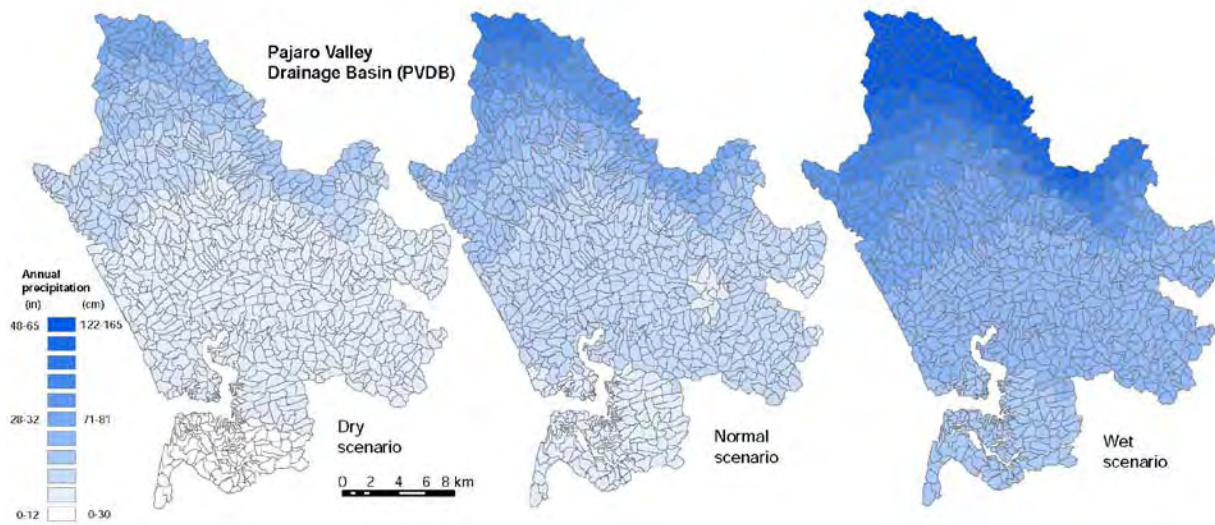 Pajaro Valley
Drainage Basin (PVDB)
Annual
precipitation
(in) (cm)
48-65 122-165
28-32 71-81
0-12 0-30
Dry
scenario
0 2 4 6 8 km
Normal
scenario
Wet
scenario